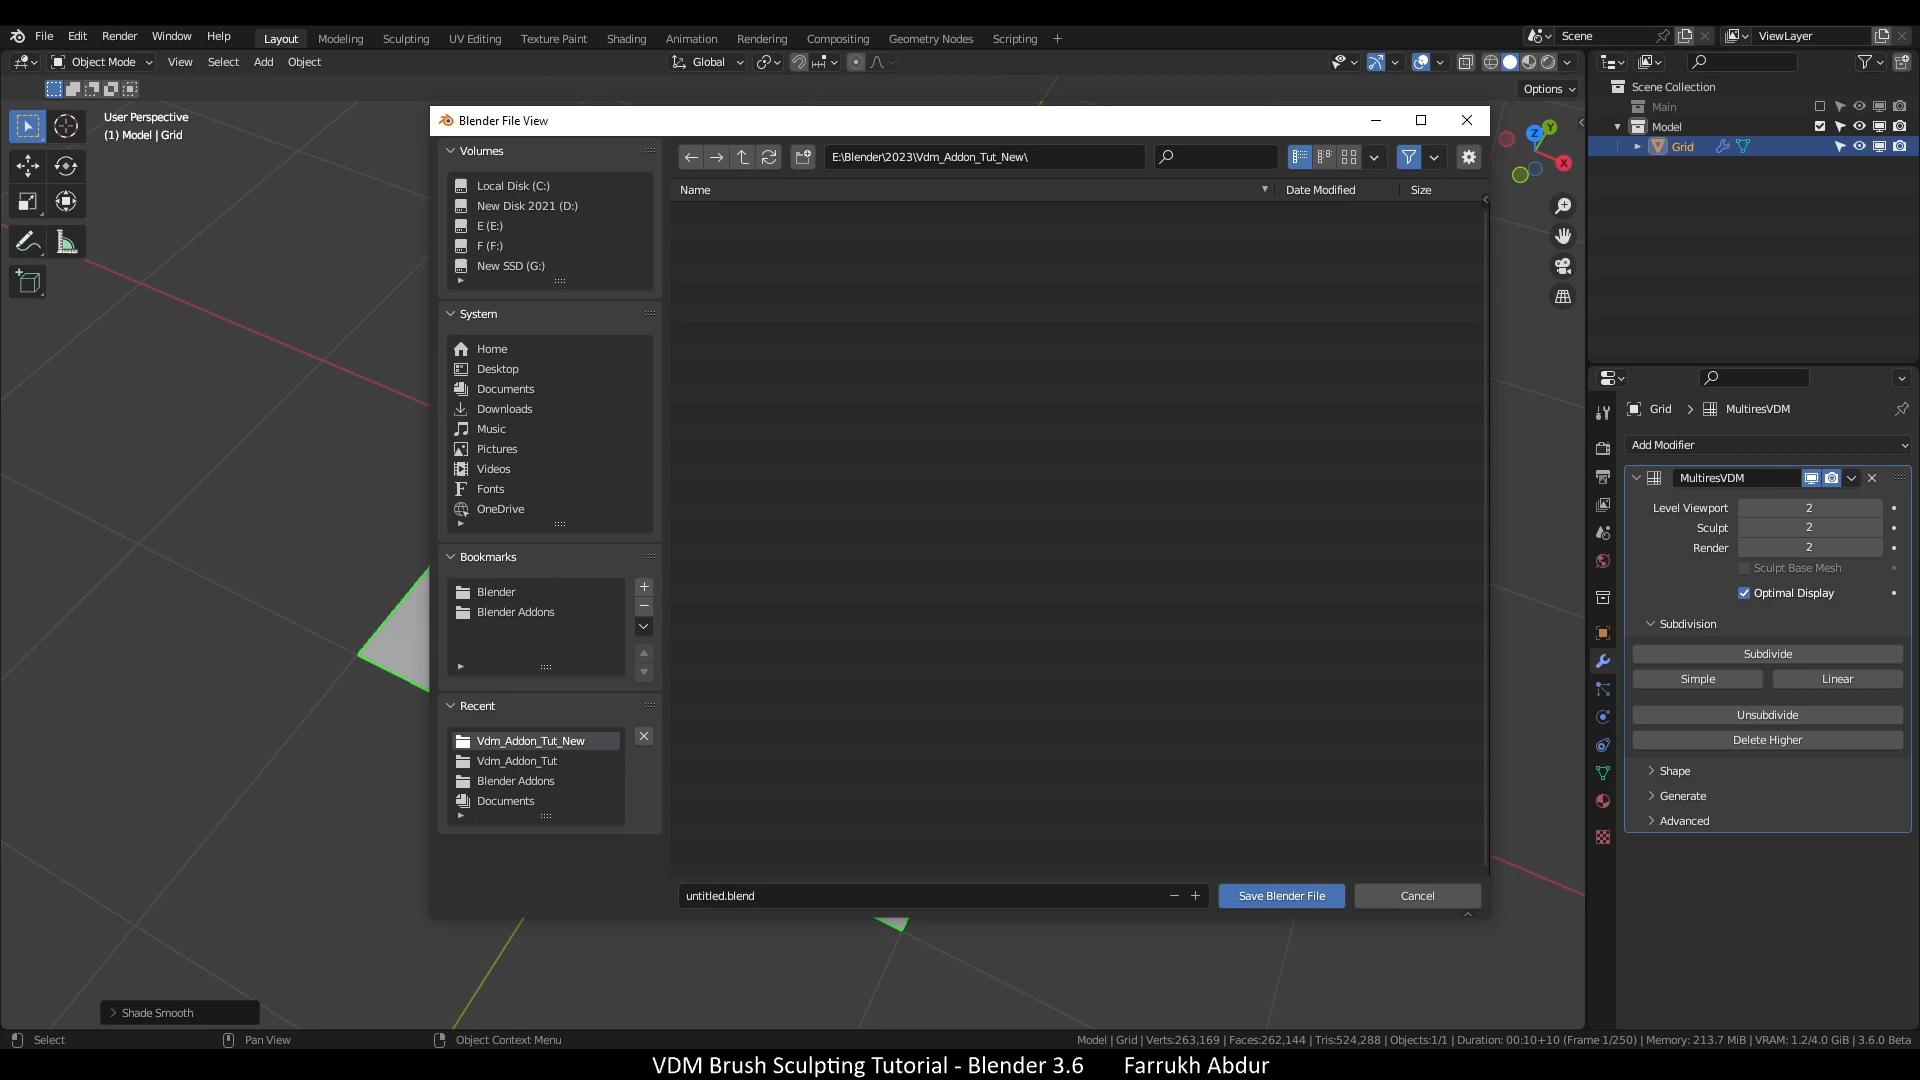 File Edit Render Window Help Layout Modeling Sculpting UV Editing Texture Paint Shading Animation Rendering Compositing Geometry Nodes Scripting + Scene ViewLayer
Object Mode View Select Add Object Global
Options
User Perspective
(1) Model | Grid
Blender File View
Volumes
Local Disk (C:)
New Disk 2021 (D:)
E (E:)
F (F:)
New SSD (G:)
System
Home
Desktop
Documents
Downloads
Music
Pictures
Videos
Fonts
OneDrive
Bookmarks
Blender
Blender Addons
Recent
Vdm_Addon_Tut_New
Vdm_Addon_Tut
Blender Addons
Documents
E:\Blender\2023\Vdm_Addon_Tut_New\
Name Date Modified Size
untitled.blend Save Blender File Cancel
Z Y X
Scene Collection
Main
Model
Grid
Grid MultiresVDM
Add Modifier
MultiresVDM
Level Viewport 2
Sculpt 2
Render 2
Sculpt Base Mesh
Optimal Display
Subdivision
Subdivide
Simple Linear
Unsubdivide
Delete Higher
Shape
Generate
Advanced
Shade Smooth
Select Pan View Object Context Menu Model | Grid | Verts:263,169 | Faces:262,144 | Tris:524,288 | Objects:1/1 | Duration: 00:10+10 (Frame 1/250) | Memory: 213.7 MiB | VRAM: 1.2/4.0 GiB | 3.6.0 Beta
VDM Brush Sculpting Tutorial - Blender 3.6 Farrukh Abdur